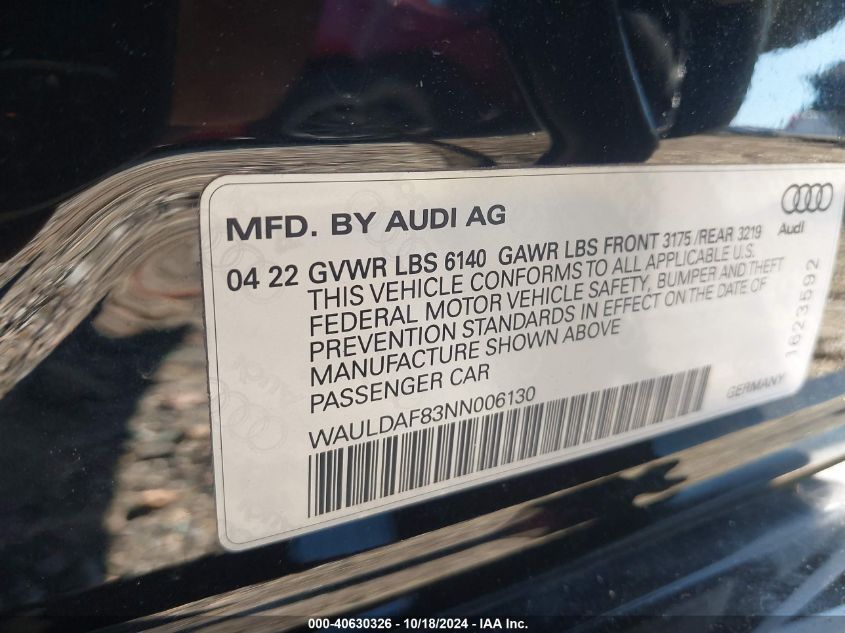 MFD. BY AUDI AG
Audi
04 22 GVWR LBS 6140 GAWR LBS FRONT 3175 /REAR 3219
THIS VEHICLE CONFORMS TO ALL APPLICABLE U.S.
FEDERAL MOTOR VEHICLE SAFETY, BUMPER AND THEFT
PREVENTION STANDARDS IN EFFECT ON THE DATE OF
MANUFACTURE SHOWN ABOVE
PASSENGER CAR
1623592
WAULDAF83NN006130
GERMANY
000-40630326 - 10/18/2024 - IAA Inc.